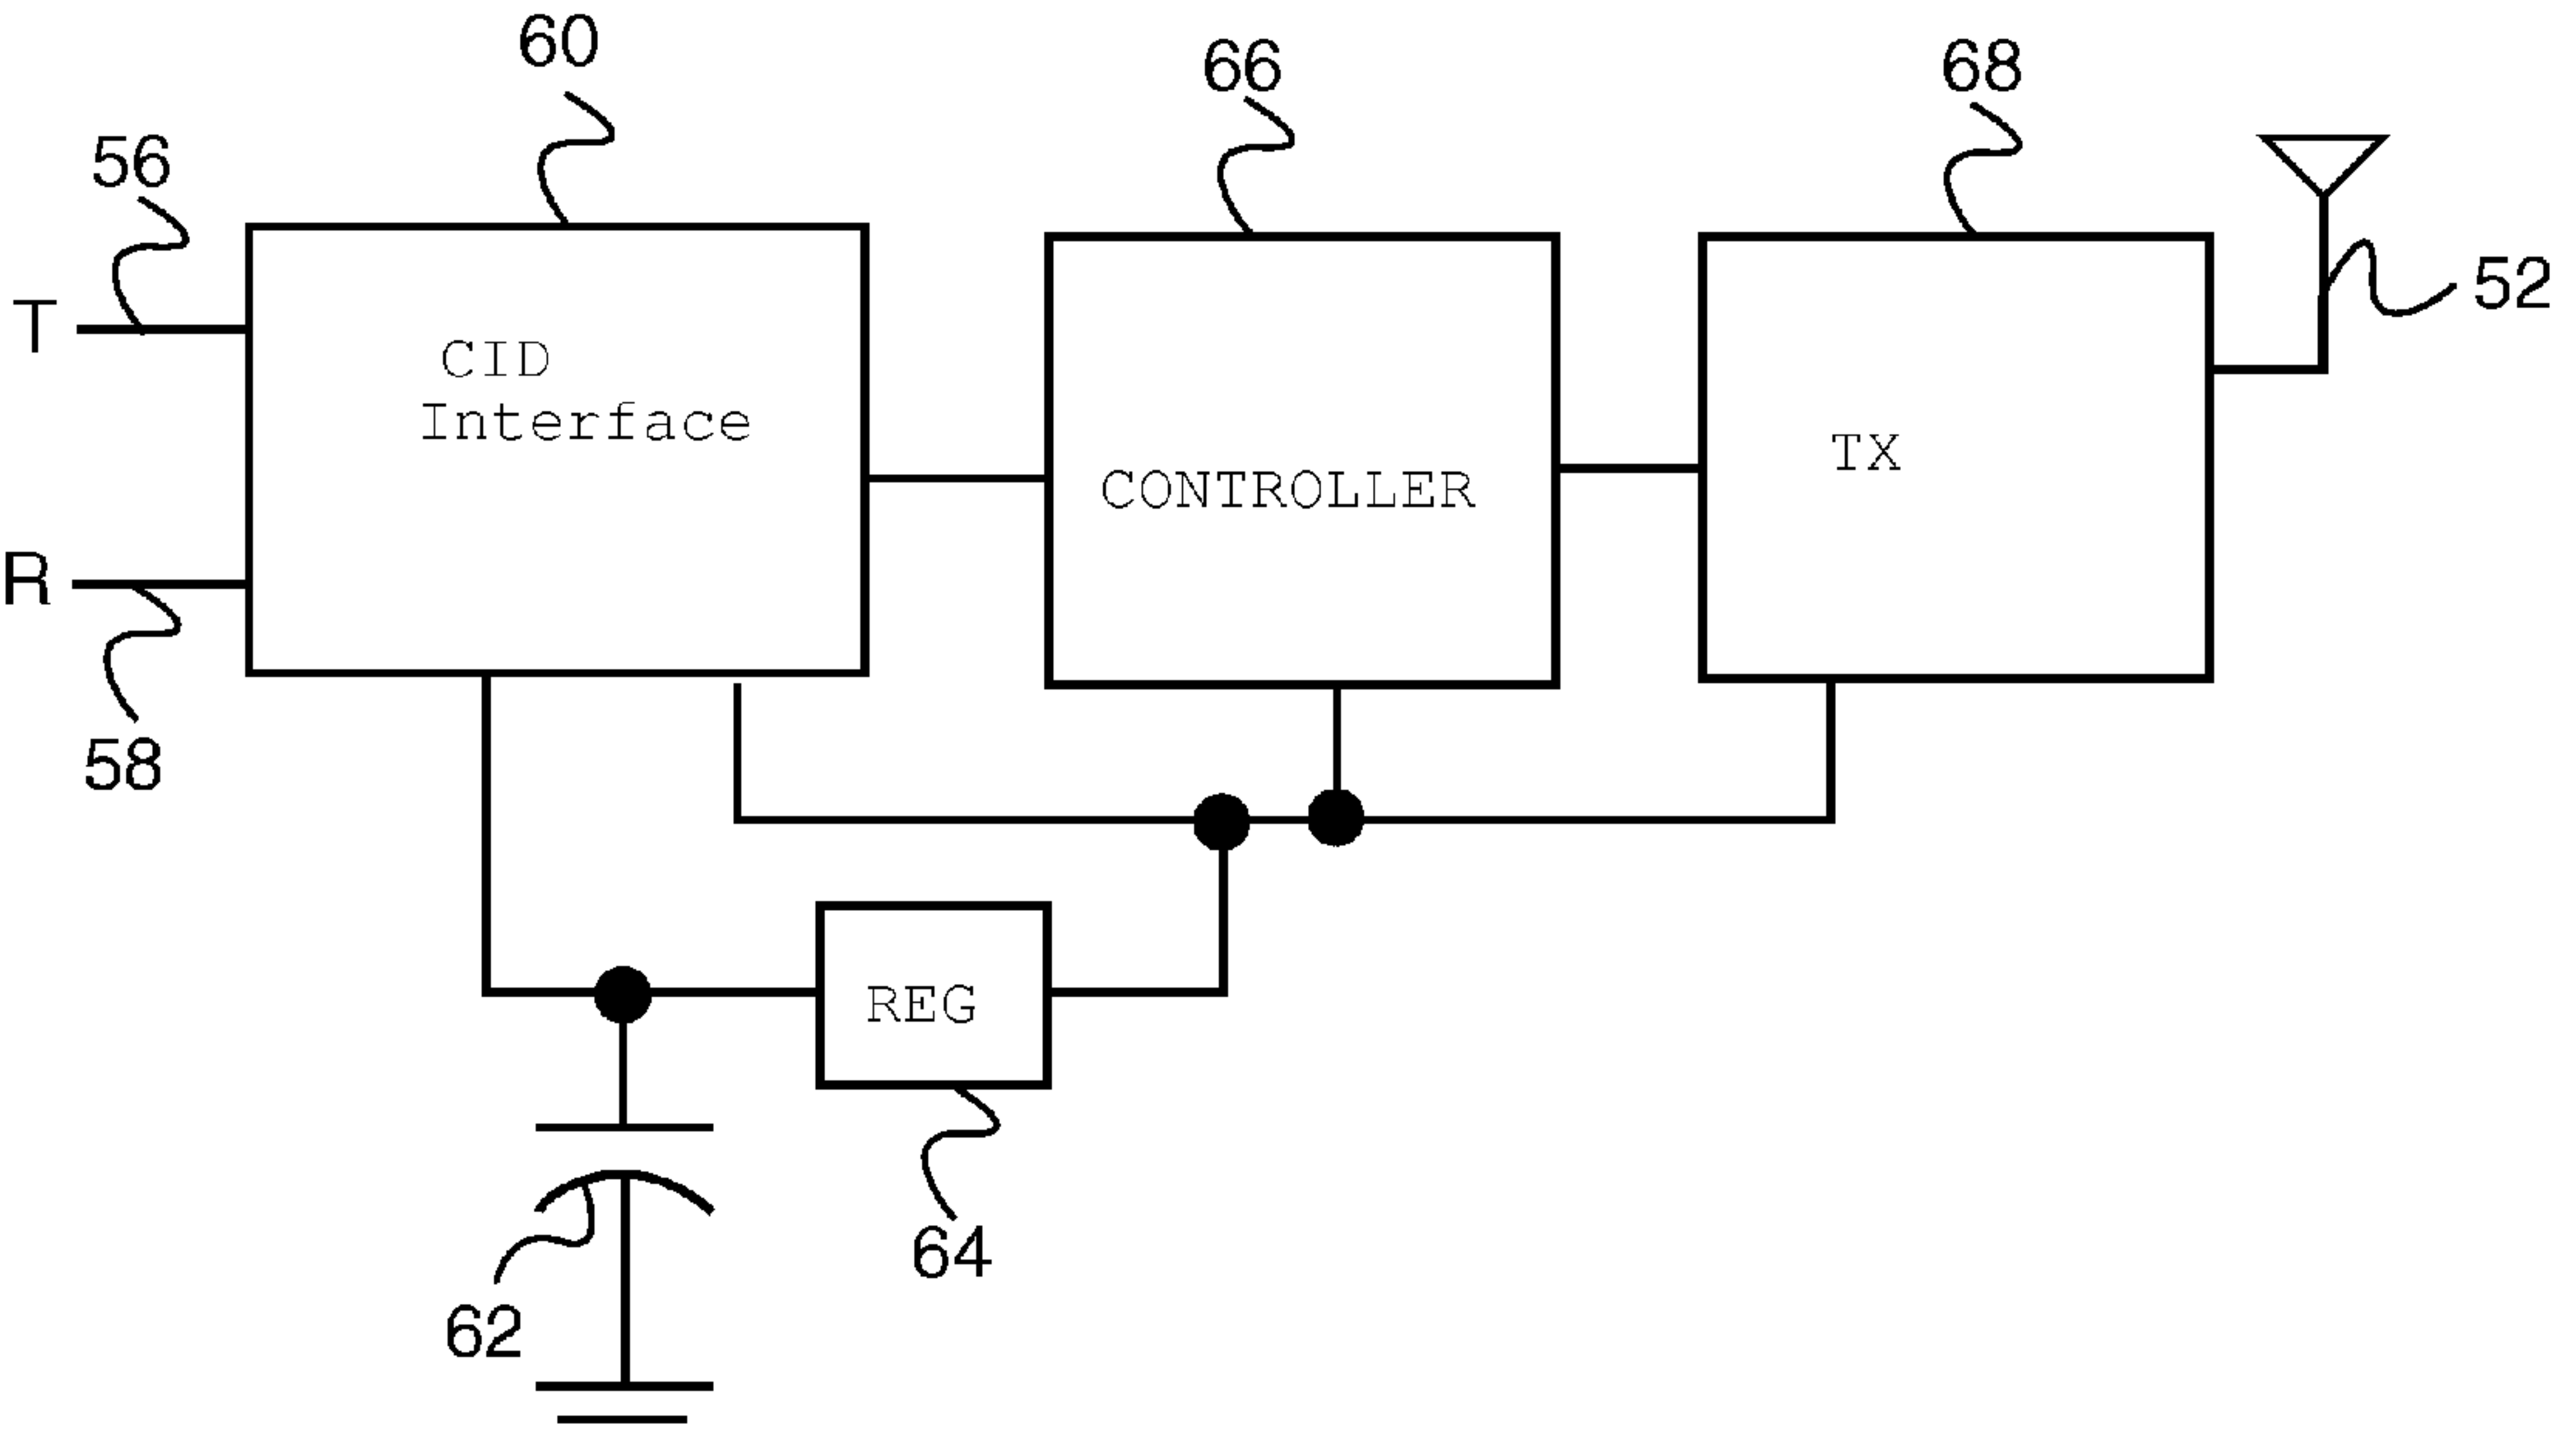 60
66
68
56
52
T
CID
Interface
CONTROLLER
TX
R
58
REG
64
62